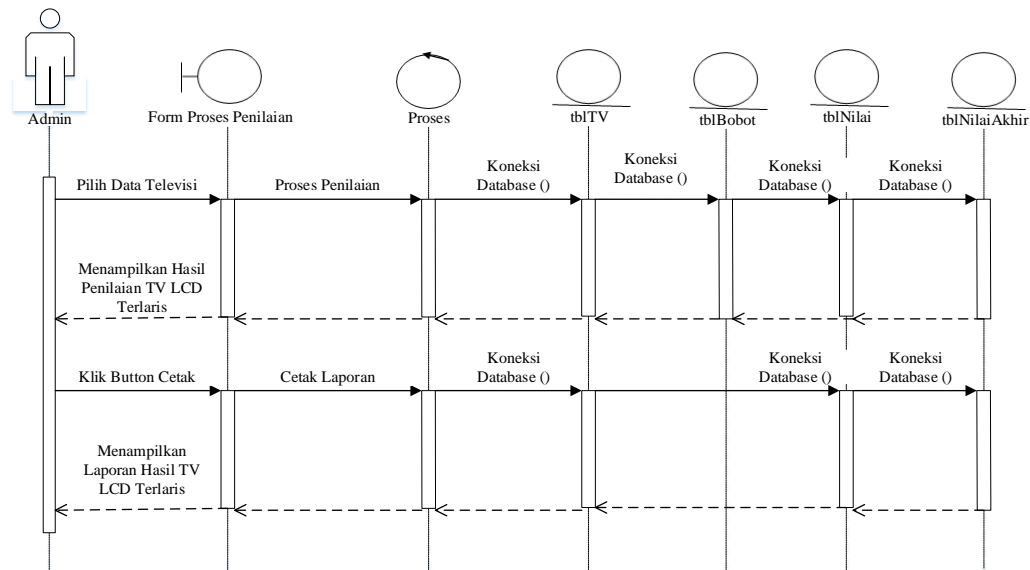 Admin
Form Proses Penilaian
Proses
tblTV
tblBobot
tblNilai
tblNilaiAkhir
Pilih Data Televisi
Proses Penilaian
Koneksi
Database ()
Koneksi
Database ()
Koneksi
Database ()
Koneksi
Database ()
Menampilkan Hasil
Penilaian TV LCD
Terlaris
Klik Button Cetak
Cetak Laporan
Koneksi
Database ()
Koneksi
Database ()
Koneksi
Database ()
Menampilkan
Laporan Hasil TV
LCD Terlaris